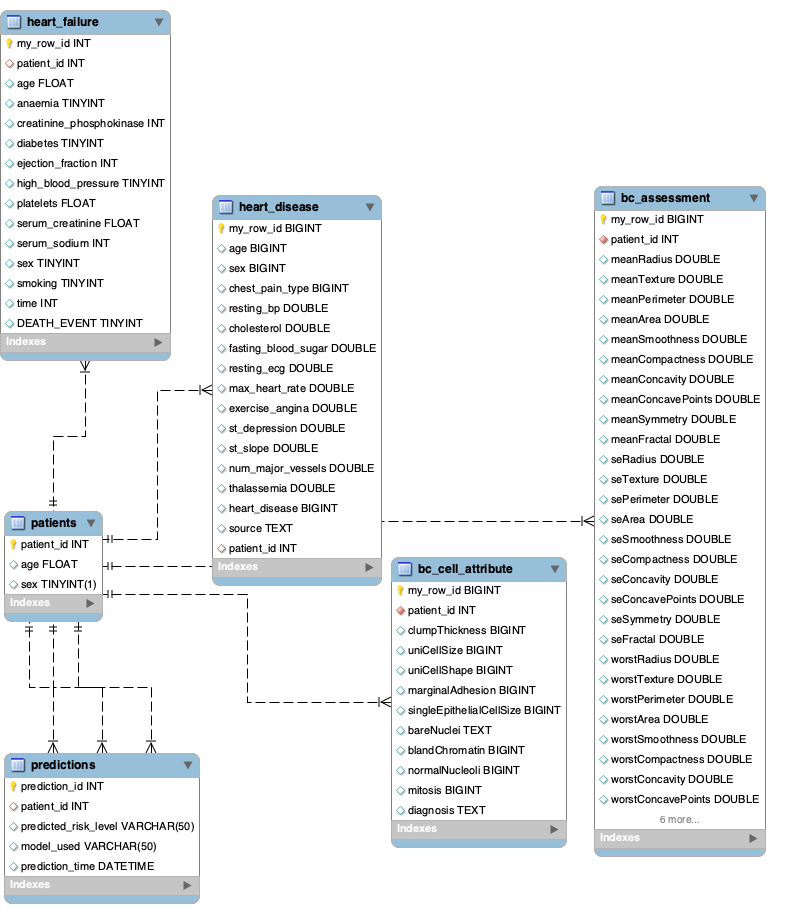 heart_failure
my_row_id INT
patient_id INT
age FLOAT
anaemia TINYINT
creatinine_phosphokinase INT
diabetes TINYINT
ejection_fraction INT
high_blood_pressure TINYINT
platelets FLOAT
serum_creatinine FLOAT
serum_sodium INT
sex TINYINT
smoking TINYINT
time INT
DEATH_EVENT TINYINT
Indexes
heart_disease
my_row_id BIGINT
age BIGINT
sex BIGINT
chest_pain_type BIGINT
resting_bp DOUBLE
cholesterol DOUBLE
fasting_blood_sugar DOUBLE
resting_ecg DOUBLE
max_heart_rate DOUBLE
exercise_angina DOUBLE
st_depression DOUBLE
st_slope DOUBLE
num_major_vessels DOUBLE
thalassemia DOUBLE
heart_disease BIGINT
source TEXT
patient_id INT
Indexes
bc_assessment
my_row_id BIGINT
patient_id INT
meanRadius DOUBLE
meanTexture DOUBLE
meanPerimeter DOUBLE
meanArea DOUBLE
meanSmoothness DOUBLE
meanCompactness DOUBLE
meanConcavity DOUBLE
meanConcavePoints DOUBLE
meanSymmetry DOUBLE
meanFractal DOUBLE
seRadius DOUBLE
seTexture DOUBLE
sePerimeter DOUBLE
seArea DOUBLE
seSmoothness DOUBLE
seCompactness DOUBLE
seConcavity DOUBLE
seConcavePoints DOUBLE
seSymmetry DOUBLE
seFractal DOUBLE
worstRadius DOUBLE
worstTexture DOUBLE
worstPerimeter DOUBLE
worstArea DOUBLE
worstSmoothness DOUBLE
worstCompactness DOUBLE
worstConcavity DOUBLE
worstConcavePoints DOUBLE
6 more...
Indexes
patients
patient_id INT
age FLOAT
sex TINYINT(1)
Indexes
bc_cell_attribute
my_row_id BIGINT
patient_id INT
clumpThickness BIGINT
uniCellSize BIGINT
uniCellShape BIGINT
marginalAdhesion BIGINT
singleEpithelialCellSize BIGINT
bareNuclei TEXT
blandChromatin BIGINT
normalNucleoli BIGINT
mitosis BIGINT
diagnosis TEXT
Indexes
predictions
prediction_id INT
patient_id INT
predicted_risk_level VARCHAR(50)
model_used VARCHAR(50)
prediction_time DATETIME
Indexes